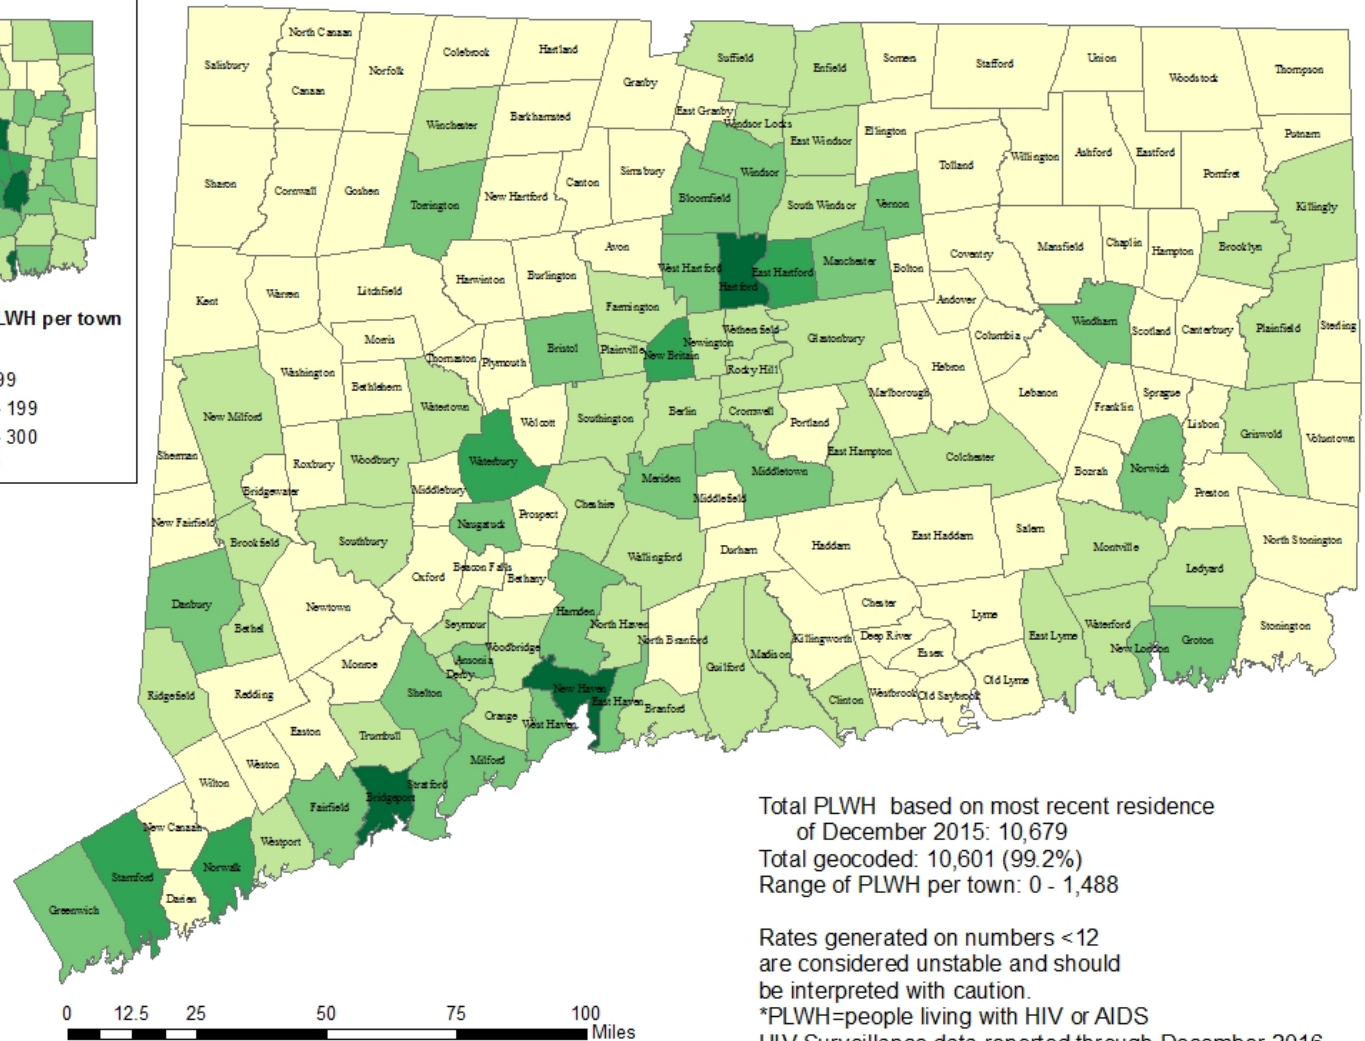 LWH per town
99
- 199
- 300
North Canaan
Salisbury
Canaan
Norfolk
Colebrook
Hartland
Granby
Suffield
Enfield
Somers
Stafford
Union
Woodstock
Thompson
Winchester
Barkhamsted
East Granby
Windsor Locks
East Windsor
Ellington
Tolland
Willington
Ashford
Eastford
Putnam
Pomfret
Sharon
Cornwall
Goshen
Torrington
New Hartford
Canton
Simsbury
Bloomfield
Windsor
South Windsor
Vernon
Killingly
Avon
West Hartford
Hartford
East Hartford
Manchester
Bolton
Coventry
Mansfield
Chaplin
Hampton
Brooklyn
Kent
Warren
Litchfield
Harwinton
Burlington
Farmington
Andover
Windham
Scotland
Canterbury
Plainfield
Sterling
Morris
Thomaston
Plymouth
Bristol
Plainville
New Britain
Newington
Wethersfield
Rocky Hill
Glastonbury
Columbia
Hebron
Marlborough
Lebanon
Franklin
Sprague
Lisbon
Griswold
Voluntown
Washington
Bethlehem
New Milford
Watertown
Wolcott
Southington
Berlin
Cromwell
Portland
East Hampton
Colchester
Bozrah
Norwich
Preston
Sherman
Roxbury
Woodbury
Bridgewater
Middlebury
Waterbury
Cheshire
Meriden
Middlefield
Middletown
New Fairfield
Brookfield
Southbury
Naugatuck
Prospect
Wallingford
Durham
Haddam
East Haddam
Salem
Montville
Ledyard
North Stonington
Danbury
Bethel
Newtown
Oxford
Beacon Falls
Bethany
Hamden
North Haven
North Branford
Guilford
Madison
Killingworth
Chester
Deep River
Essex
Lyme
East Lyme
Waterford
New London
Groton
Stonington
Seymour
Woodbridge
Ansonia
Derby
Monroe
Shelton
Ridgefield
Redding
Easton
Trumbull
Orange
West Haven
New Haven
East Haven
Branford
Clinton
Westbrook
Old Saybrook
Old Lyme
Wilton
Weston
Fairfield
Bridgeport
Stratford
Milford
New Canaan
Norwalk
Westport
Stamford
Darien
Greenwich
Total PLWH based on most recent residence
of December 2015: 10,679
Total geocoded: 10,601 (99.2%)
Range of PLWH per town: 0 - 1,488
Rates generated on numbers <12
are considered unstable and should
be interpreted with caution.
*PLWH=people living with HIV or AIDS
HIV Surveillance data reported through December 2016
0 12.5 25 50 75 100
Miles